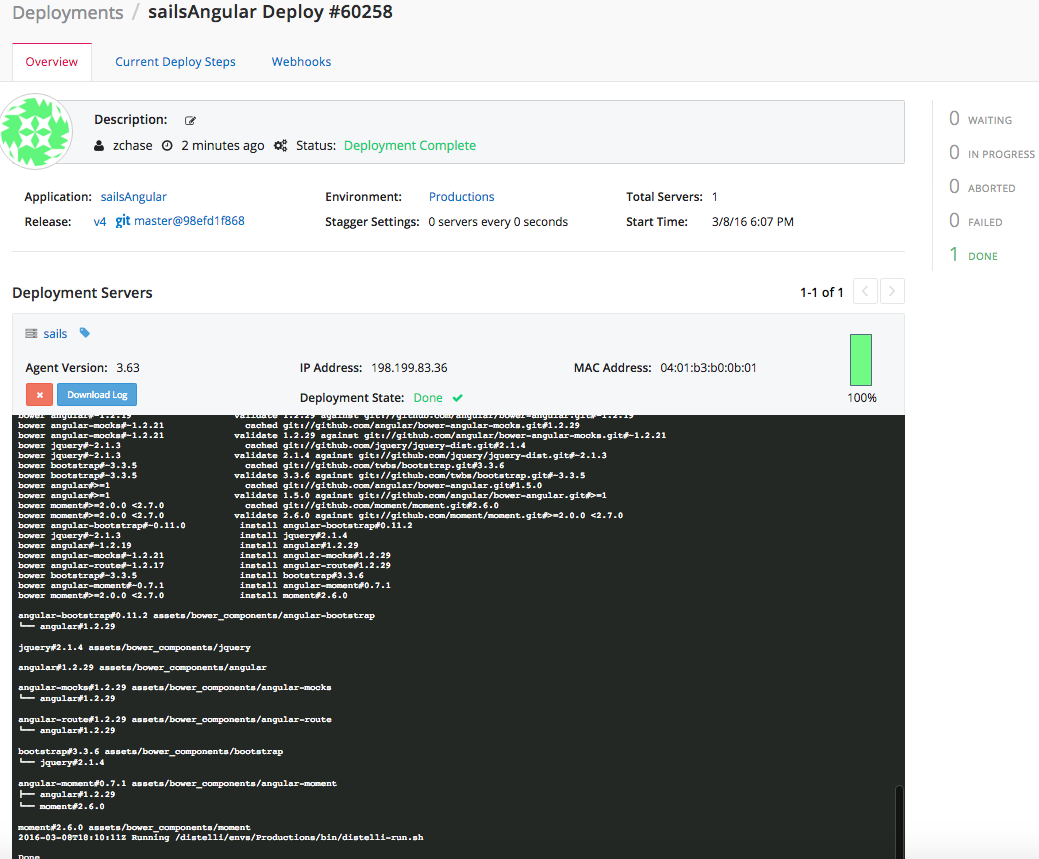 Deployments / sailsAngular Deploy #60258
Overview Current Deploy Steps Webhooks
Description:
zchase 2 minutes ago Status: Deployment Complete
0 WAITING
0 IN PROGRESS
0 ABORTED
0 FAILED
1 DONE
Application: sailsAngular Environment: Productions Total Servers: 1
Release: v4 git master@98efd1f868 Stagger Settings: 0 servers every 0 seconds Start Time: 3/8/16 6:07 PM
Deployment Servers 1-1 of 1
sails
Agent Version: 3.63 IP Address: 198.199.83.36 MAC Address: 04:01:b3:b0:0b:01
Download Log Deployment State: Done 100%
bower angular#~1.2.19 validate 1.2.29 against git://github.com/angular/bower-angular.git#~1.2.19
bower angular-mocks#~1.2.21 cached git://github.com/angular/bower-angular-mocks.git#1.2.29
bower angular-mocks#~1.2.21 validate 1.2.29 against git://github.com/angular/bower-angular-mocks.git#~1.2.21
bower jquery#~2.1.3 cached git://github.com/jquery/jquery-dist.git#2.1.4
bower jquery#~2.1.3 validate 2.1.4 against git://github.com/jquery/jquery-dist.git#~2.1.3
bower bootstrap#~3.3.5 cached git://github.com/twbs/bootstrap.git#3.3.6
bower bootstrap#~3.3.5 validate 3.3.6 against git://github.com/twbs/bootstrap.git#~3.3.5
bower angular#>=1 cached git://github.com/angular/bower-angular.git#1.5.0
bower angular#>=1 validate 1.5.0 against git://github.com/angular/bower-angular.git#>=1
bower moment#>=2.0.0 <2.7.0 cached git://github.com/moment/moment.git#2.6.0
bower moment#>=2.0.0 <2.7.0 validate 2.6.0 against git://github.com/moment/moment.git#>=2.0.0 <2.7.0
bower angular-bootstrap#~0.11.0 install angular-bootstrap#0.11.2
bower jquery#~2.1.3 install jquery#2.1.4
bower angular#~1.2.19 install angular#1.2.29
bower angular-mocks#~1.2.21 install angular-mocks#1.2.29
bower angular-route#~1.2.17 install angular-route#1.2.29
bower bootstrap#~3.3.5 install bootstrap#3.3.6
bower angular-moment#~0.7.1 install angular-moment#0.7.1
bower moment#>=2.0.0 <2.7.0 install moment#2.6.0
angular-bootstrap#0.11.2 assets/bower_components/angular-bootstrap
└── angular#1.2.29
jquery#2.1.4 assets/bower_components/jquery
angular#1.2.29 assets/bower_components/angular
angular-mocks#1.2.29 assets/bower_components/angular-mocks
└── angular#1.2.29
angular-route#1.2.29 assets/bower_components/angular-route
└── angular#1.2.29
bootstrap#3.3.6 assets/bower_components/bootstrap
└── jquery#2.1.4
angular-moment#0.7.1 assets/bower_components/angular-moment
├── angular#1.2.29
└── moment#2.6.0
moment#2.6.0 assets/bower_components/moment
2016-03-08T18:10:11Z Running /distelli/envs/Productions/bin/distelli-run.sh
Done